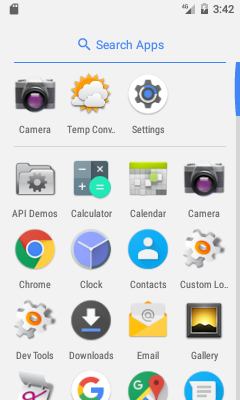 4G 3:42
Search Apps
Camera Temp Conv.. Settings
API Demos Calculator Calendar Camera
Chrome Clock Contacts Custom Lo..
Dev Tools Downloads Email Gallery